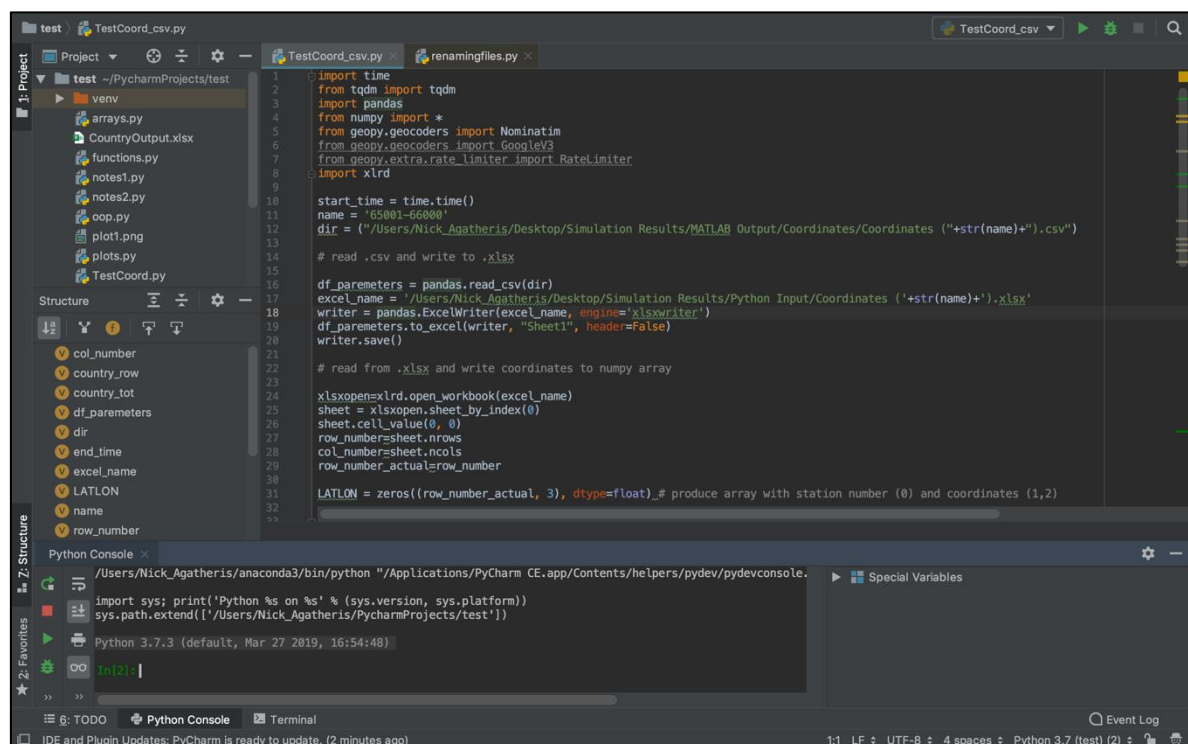 test TestCoord_csv.py
TestCoord_csv
1: Project
Project
TestCoord_csv.py
renamingfiles.py
test ~/PycharmProjects/test
venv
arrays.py
CountryOutput.xlsx
functions.py
notes1.py
notes2.py
oop.py
plot1.png
plots.py
TestCoord.py
1 import time
2 from tqdm import tqdm
3 import pandas
4 from numpy import *
5 from geopy.geocoders import Nominatim
6 from geopy.geocoders import GoogleV3
7 from geopy.extra.rate_limiter import RateLimiter
8 import xlrd
9
10 start_time = time.time()
11 name = '65001-66000'
12 dir = ("/Users/Nick_Agatheris/Desktop/Simulation Results/MATLAB Output/Coordinates/Coordinates ("+str(name)+").csv")
13
14 # read .csv and write to .xlsx
15
16 df_paremeters = pandas.read_csv(dir)
17 excel_name = '/Users/Nick_Agatheris/Desktop/Simulation Results/Python Input/Coordinates ('+str(name)+').xlsx'
18 writer = pandas.ExcelWriter(excel_name, engine='xlsxwriter')
19 df_paremeters.to_excel(writer, "Sheet1", header=False)
20 writer.save()
21
22 # read from .xlsx and write coordinates to numpy array
23
24 xlsxopen=xlrd.open_workbook(excel_name)
25 sheet = xlsxopen.sheet_by_index(0)
26 sheet.cell_value(0, 0)
27 row_number=sheet.nrows
28 col_number=sheet.ncols
29 row_number_actual=row_number
30
31 LATLON = zeros((row_number_actual, 3), dtype=float) # produce array with station number (0) and coordinates (1,2)
32
33
Structure
col_number
country_row
country_tot
df_paremeters
dir
end_time
excel_name
LATLON
name
row_number
Z: Structure
2: Favorites
Python Console
/Users/Nick_Agatheris/anaconda3/bin/python "/Applications/PyCharm CE.app/Contents/helpers/pydev/pydevconsole.
import sys; print('Python %s on %s' % (sys.version, sys.platform))
sys.path.extend(['/Users/Nick_Agatheris/PycharmProjects/test'])
Python 3.7.3 (default, Mar 27 2019, 16:54:48)
In[2]:
Special Variables
6: TODO Python Console Terminal Event Log
IDE and Plugin Updates: PyCharm is ready to update. (2 minutes ago) 1:1 LF UTF-8 4 spaces Python 3.7 (test) (2)